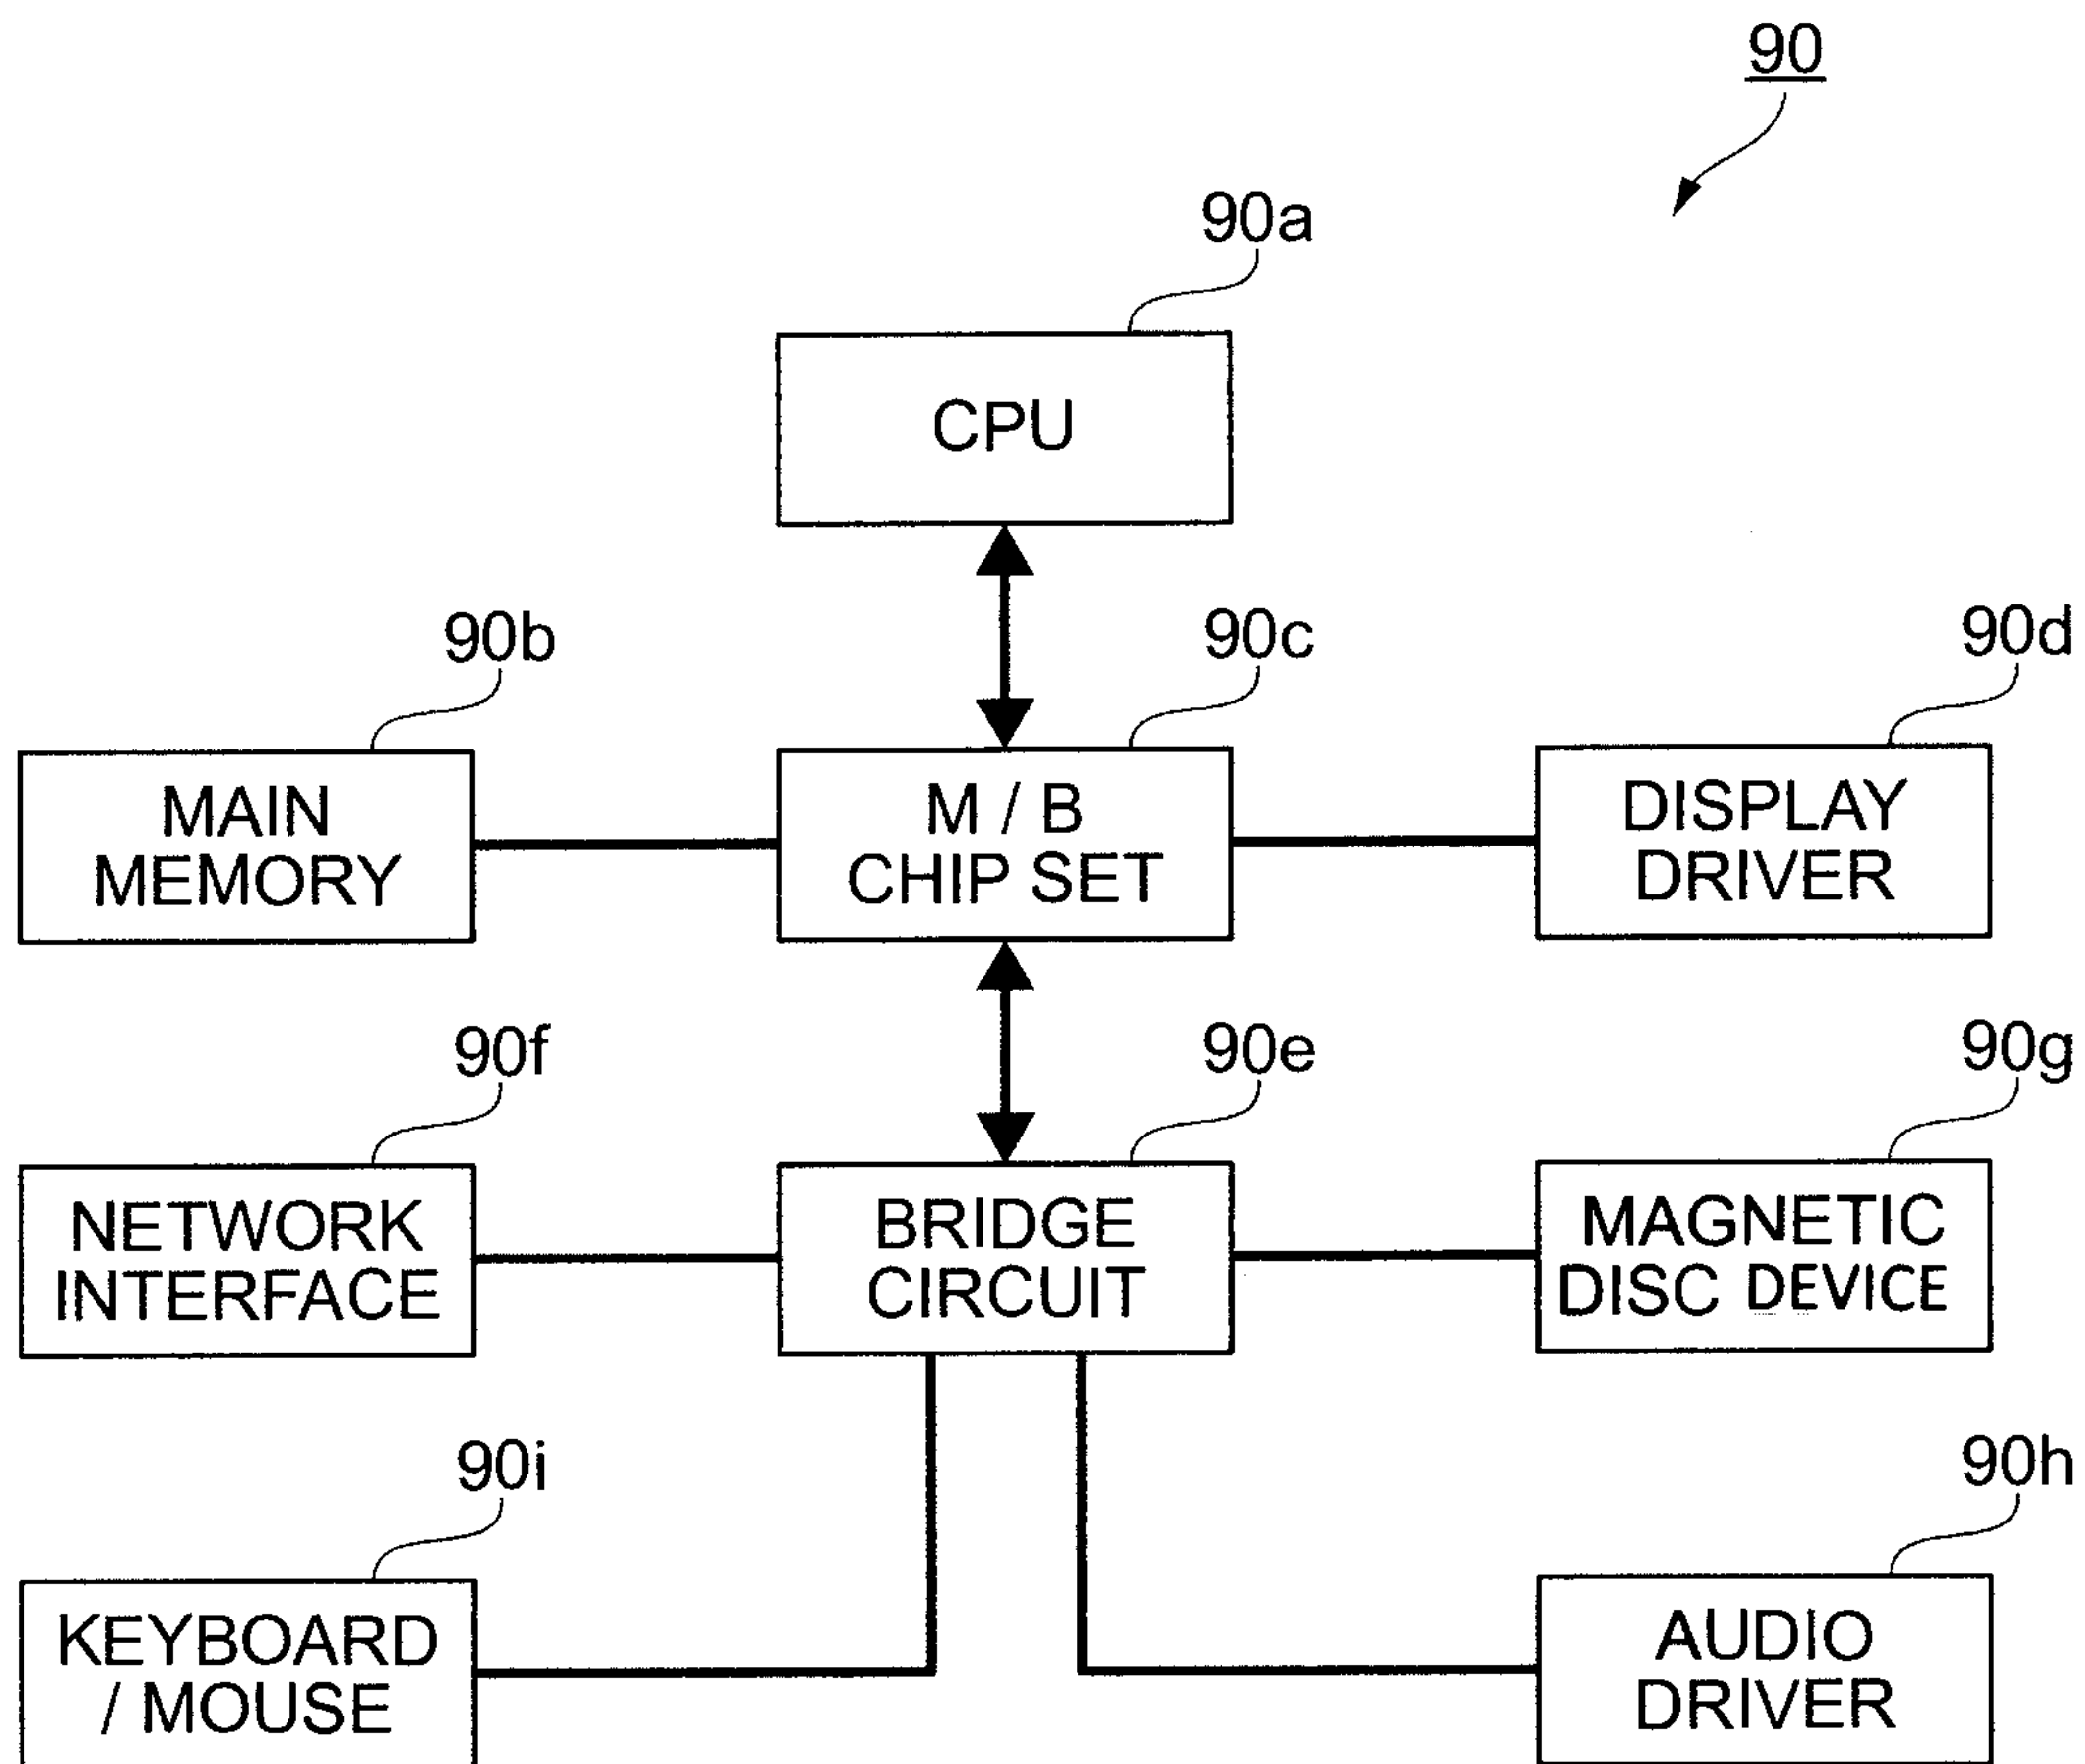 90
90a
CPU
90b
90c
90d
MAIN
MEMORY
M / B
CHIP SET
DISPLAY
DRIVER
90f
90e
90g
NETWORK
INTERFACE
BRIDGE
CIRCUIT
MAGNETIC
DISC DEVICE
90i
90h
KEYBOARD
/ MOUSE
AUDIO
DRIVER